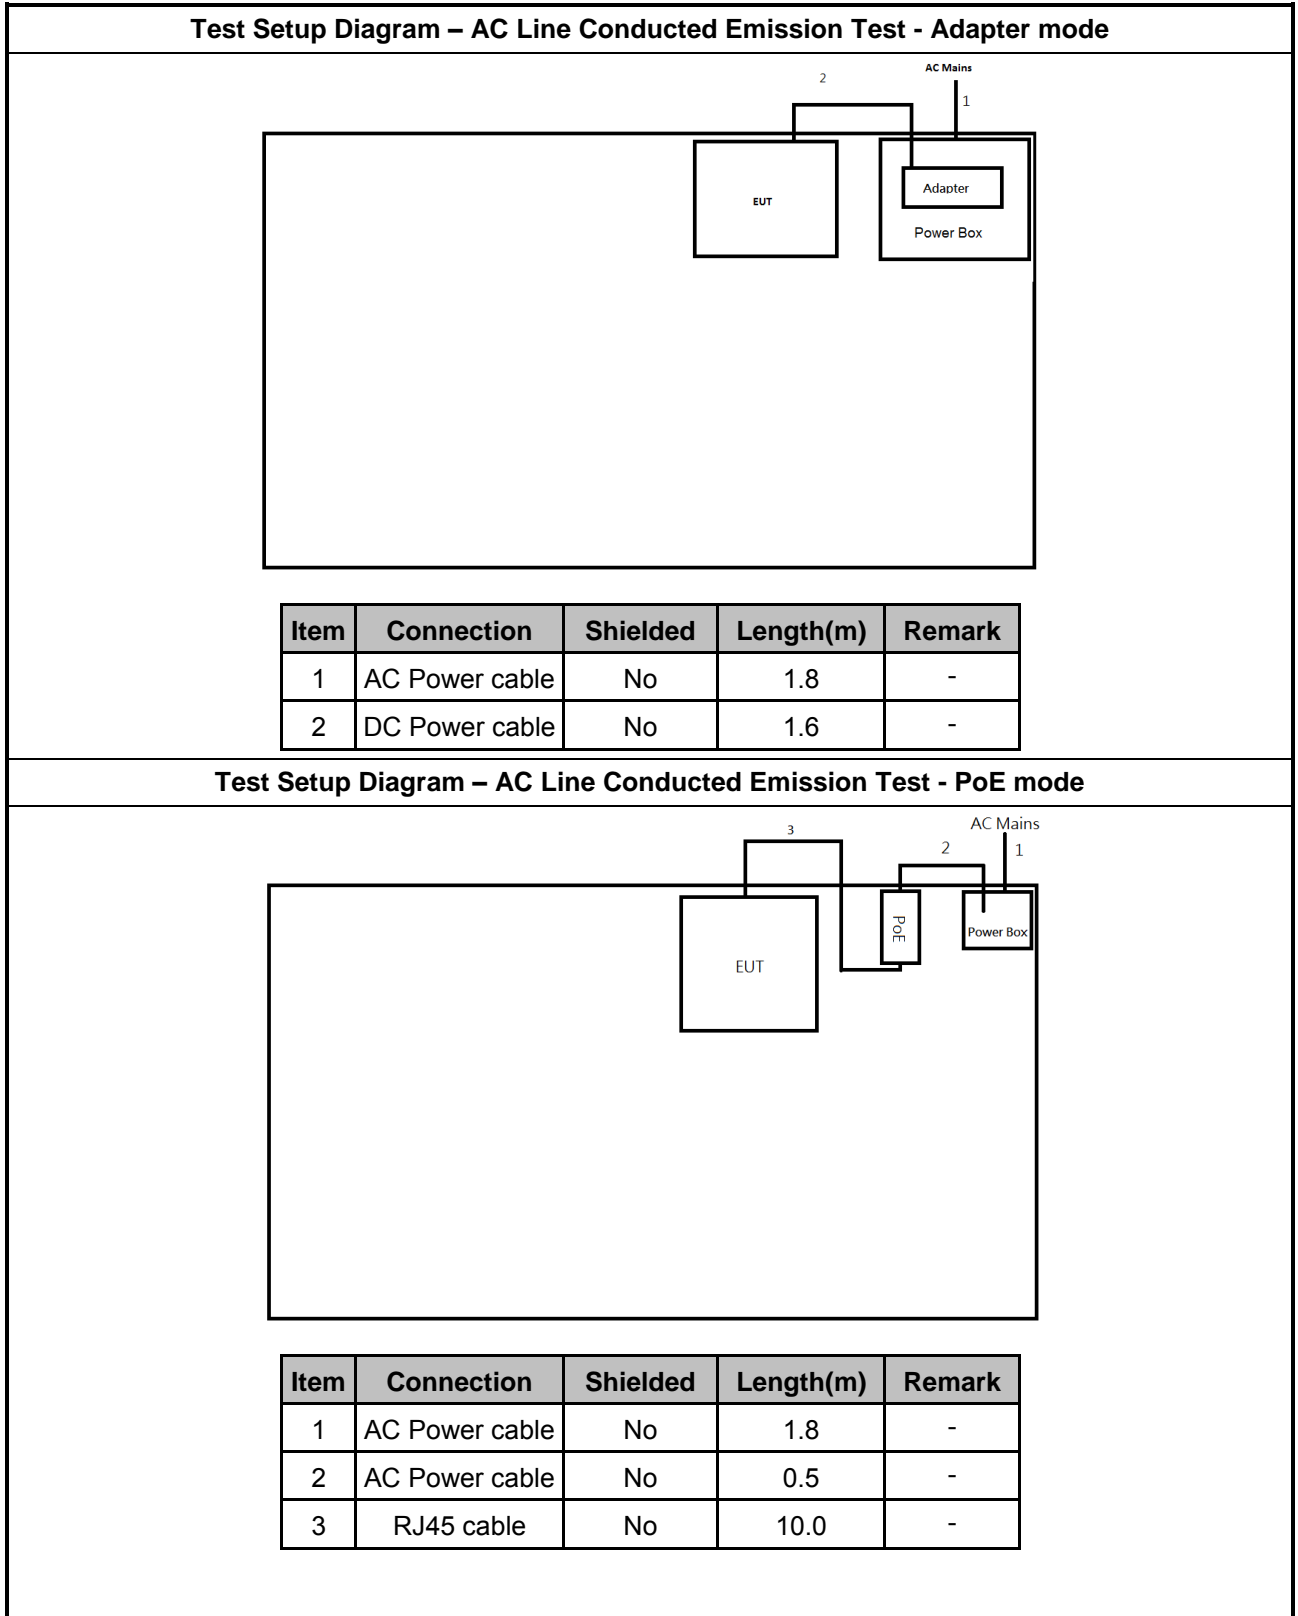 Test Setup Diagram – AC Line Conducted Emission Test - Adapter mode
AC Mains
2
1
EUT
Adapter
Power Box
Item Connection Shielded Length(m) Remark
1 AC Power cable No 1.8 -
2 DC Power cable No 1.6 -
Test Setup Diagram – AC Line Conducted Emission Test - PoE mode
AC Mains
3
2
1
PoE
Power Box
EUT
Item Connection Shielded Length(m) Remark
1 AC Power cable No 1.8 -
2 AC Power cable No 0.5 -
3 RJ45 cable No 10.0 -